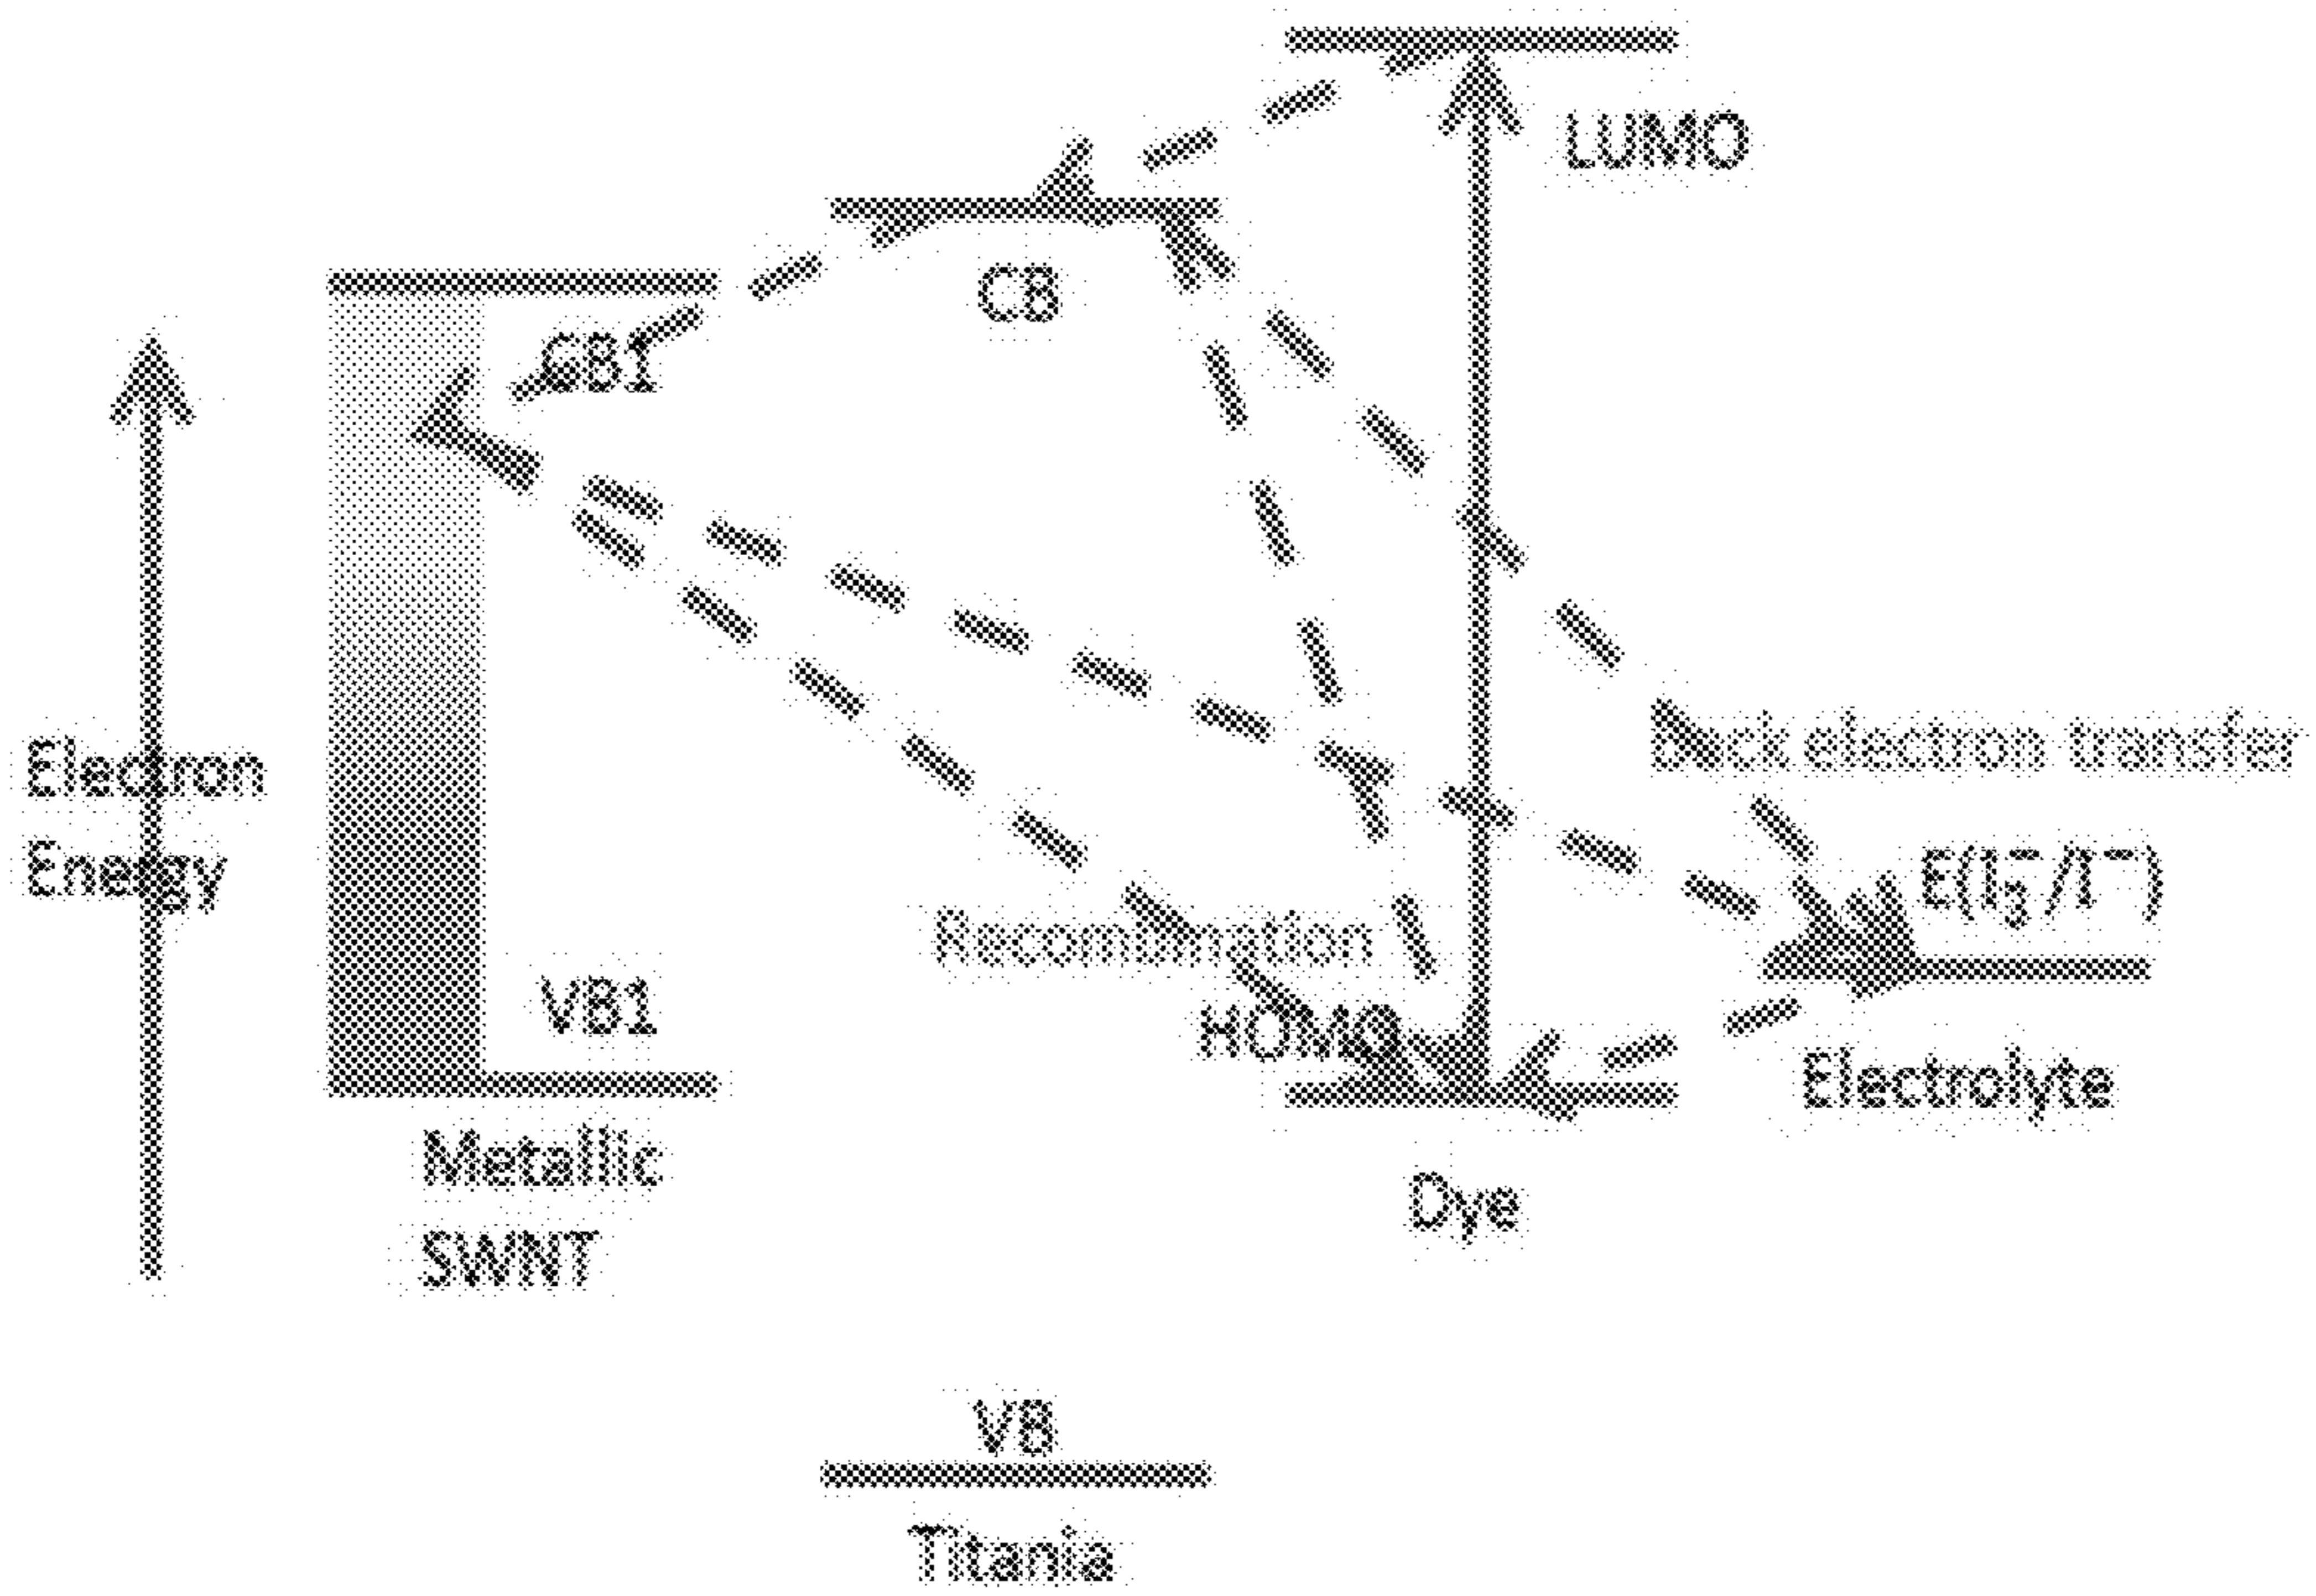 LUMO
CB
CB1
Electron
Energy
Back electron transfer
E(I₃⁻/I⁻)
Recombination
VB1
HOMO
Electrolyte
Metallic
SWNT
Dye
VB
Titania